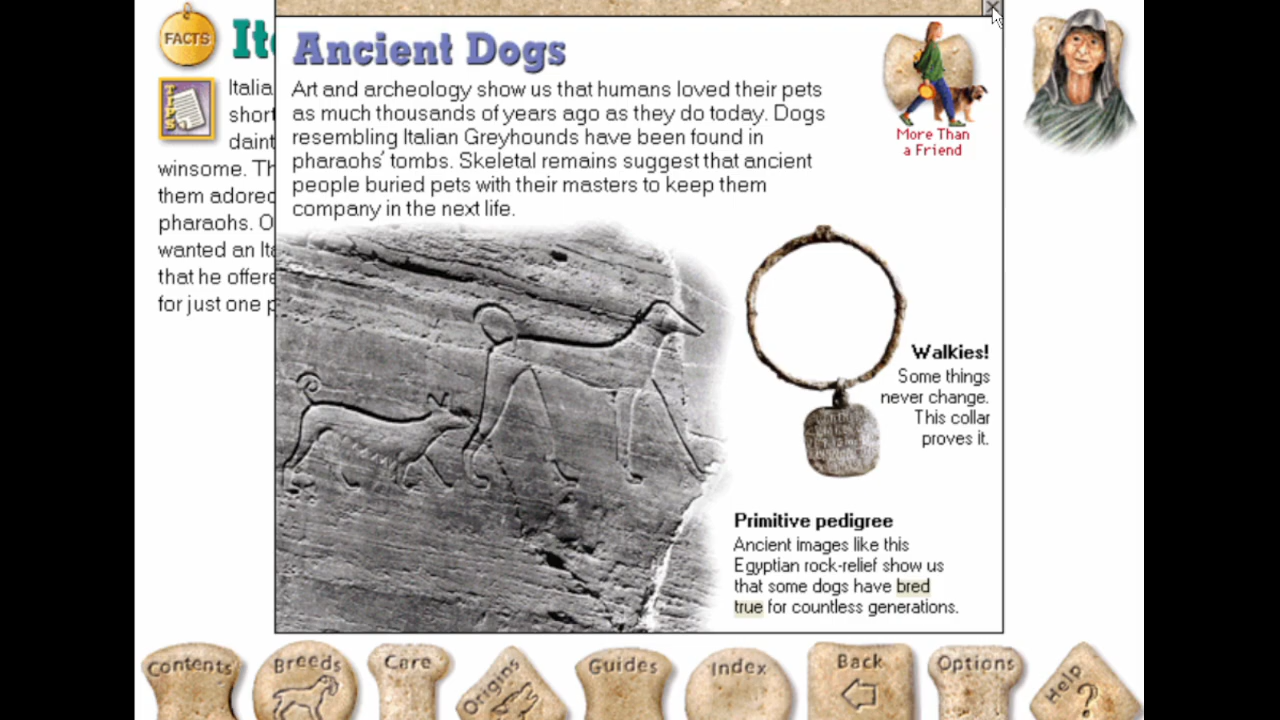 FACTS
Ancient Dogs
TIPS
Italia
short
daint
winsome. Th
them adored
pharaohs. O
wanted an Ita
that he offere
for just one p
Art and archeology show us that humans loved their pets
as much thousands of years ago as they do today. Dogs
resembling Italian Greyhounds have been found in
pharaohs' tombs. Skeletal remains suggest that ancient
people buried pets with their masters to keep them
company in the next life.
More Than
a Friend
Walkies!
Some things
never change.
This collar
proves it.
Primitive pedigree
Ancient images like this
Egyptian rock-relief show us
that some dogs have bred
true for countless generations.
Contents
Breeds
Care
Origins
Guides
Index
Back
Options
Help
?